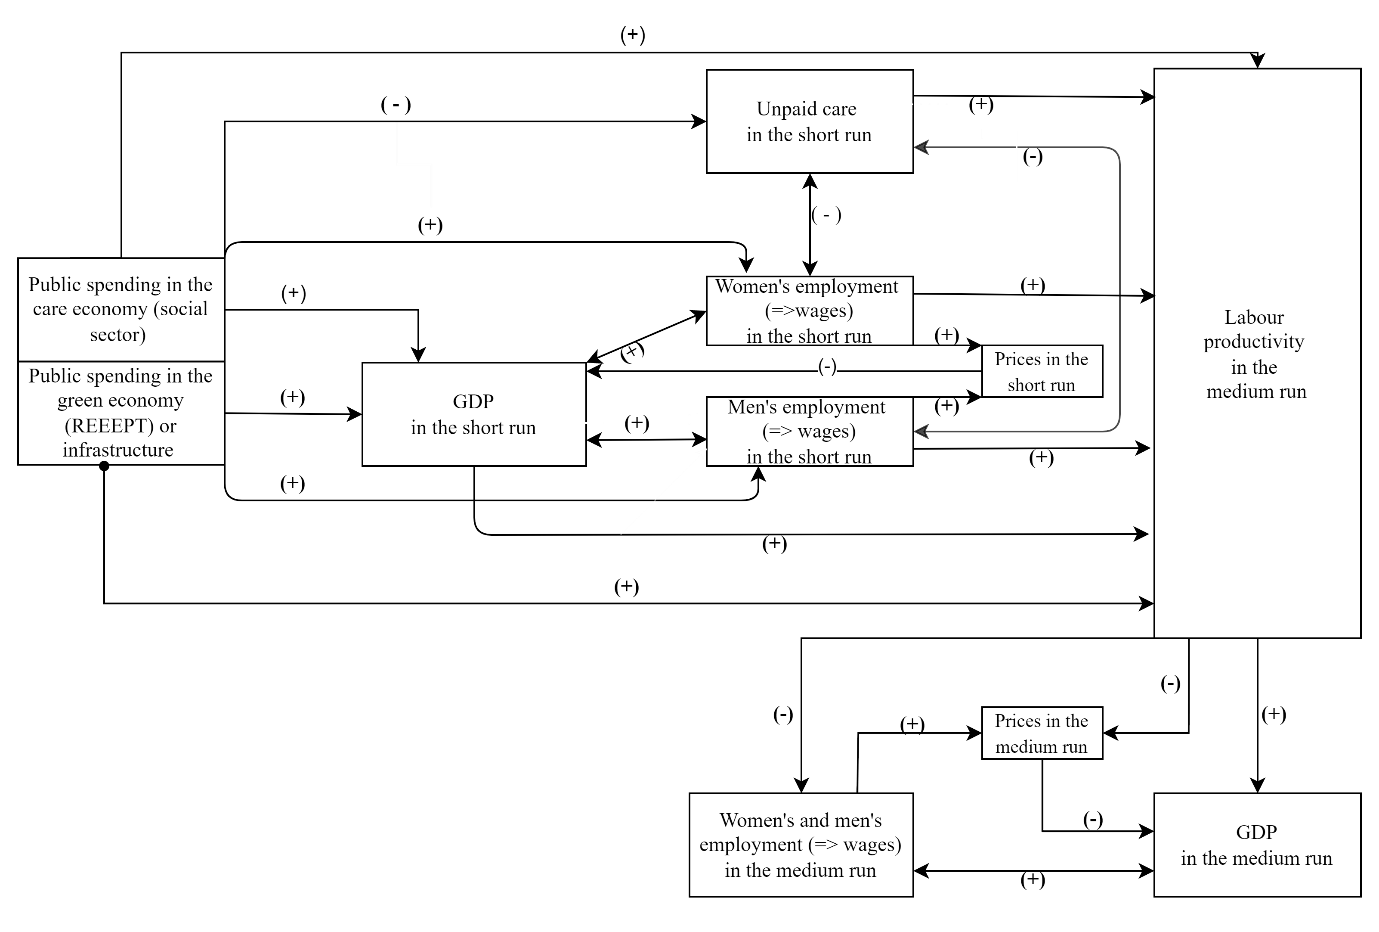 (+)
( - )
Unpaid care
in the short run
(+)
(-)
( - )
(+)
Public spending in the
care economy (social
sector)
(+)
Women's employment
(=>wages)
in the short run
(+)
(+)
(+)
Prices in the
short run
(-)
Labour
productivity
in the
medium run
Public spending in the
green economy
(REEEPT) or
infrastructure
(+)
GDP
in the short run
(+)
Men's employment
(=> wages)
in the short run
(+)
(+)
(+)
(+)
(+)
(-)
(+)
(-)
(+)
Prices in the
medium run
(-)
Women's and men's
employment (=> wages)
in the medium run
(+)
GDP
in the medium run